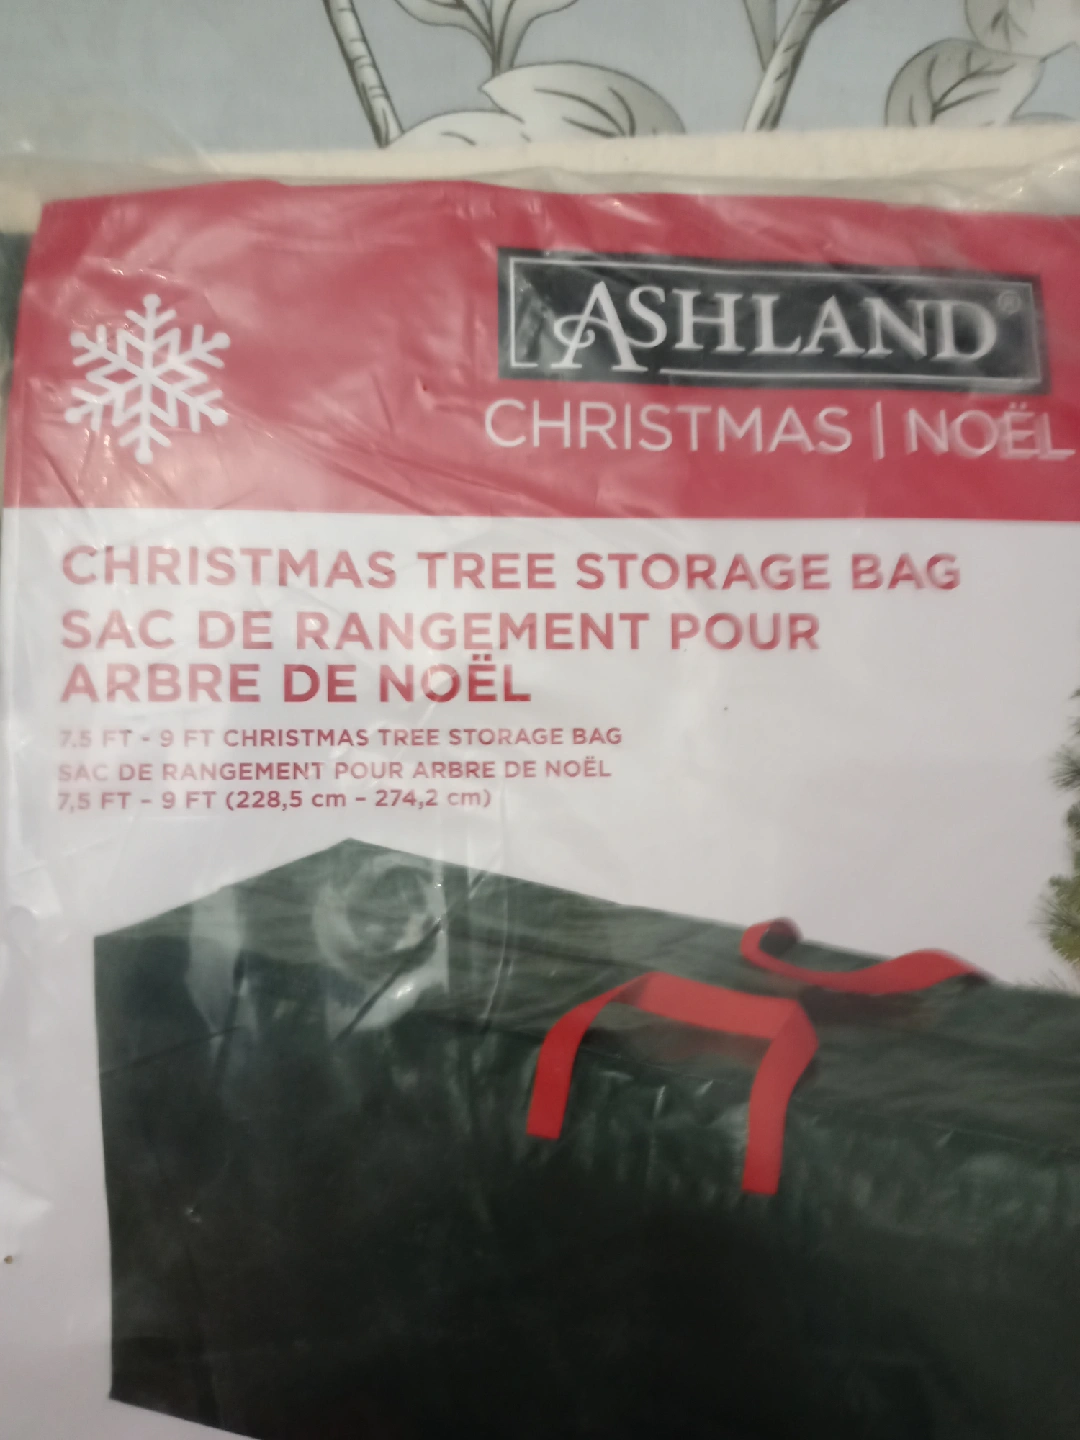 ASHLAND®
CHRISTMAS | NOËL
CHRISTMAS TREE STORAGE BAG
SAC DE RANGEMENT POUR
ARBRE DE NOËL
7.5 FT - 9 FT CHRISTMAS TREE STORAGE BAG
SAC DE RANGEMENT POUR ARBRE DE NOËL
7,5 FT - 9 FT (228,5 cm - 274,2 cm)